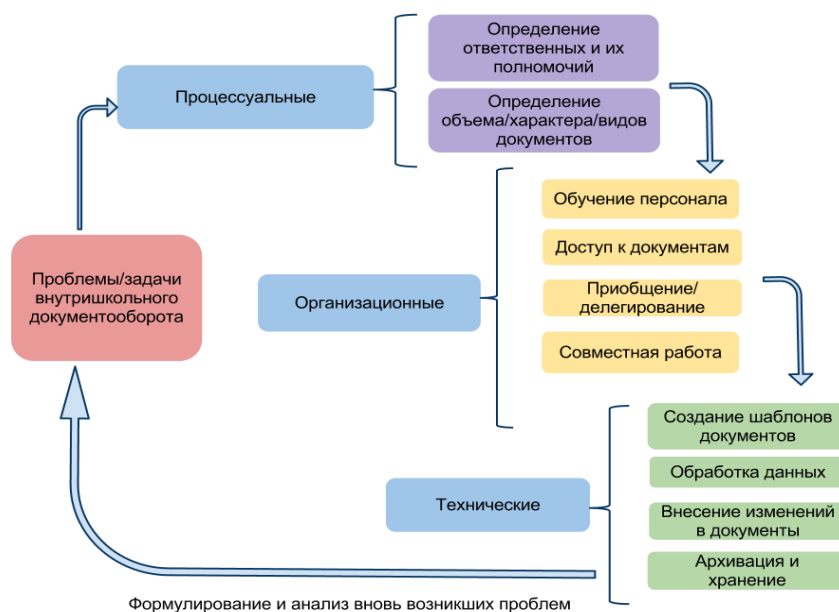 Определение
ответственных и их
полномочий
Процессуальные
Определение
объема/характера/видов
документов
Обучение персонала
Доступ к документам
Проблемы/задачи
внутришкольного
документооборота
Организационные
Приобщение/
делегирование
Совместная работа
Создание шаблонов
документов
Обработка данных
Технические
Внесение изменений
в документы
Архивация и
хранение
Формулирование и анализ вновь возникших проблем